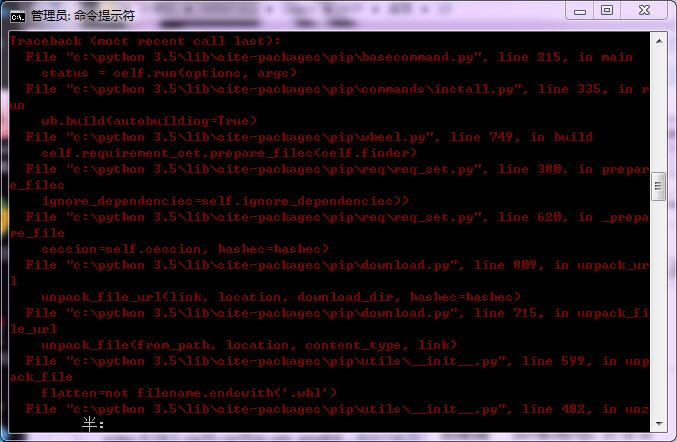 管理员: 命令提示符
Traceback (most recent call last):
  File "c:\python 3.5\lib\site-packages\pip\basecommand.py", line 215, in main
    status = self.run(options, args)
  File "c:\python 3.5\lib\site-packages\pip\commands\install.py", line 335, in r
un
    wb.build(autobuilding=True)
  File "c:\python 3.5\lib\site-packages\pip\wheel.py", line 749, in build
    self.requirement_set.prepare_files(self.finder)
  File "c:\python 3.5\lib\site-packages\pip\req\req_set.py", line 380, in prepar
e_files
    ignore_dependencies=self.ignore_dependencies))
  File "c:\python 3.5\lib\site-packages\pip\req\req_set.py", line 620, in _prepa
re_file
    session=self.session, hashes=hashes)
  File "c:\python 3.5\lib\site-packages\pip\download.py", line 809, in unpack_ur
l
    unpack_file_url(link, location, download_dir, hashes=hashes)
  File "c:\python 3.5\lib\site-packages\pip\download.py", line 715, in unpack_fi
le_url
    unpack_file(from_path, location, content_type, link)
  File "c:\python 3.5\lib\site-packages\pip\utils\__init__.py", line 599, in unp
ack_file
    flatten=not filename.endswith('.whl')
  File "c:\python 3.5\lib\site-packages\pip\utils\__init__.py", line 482, in unz
半: